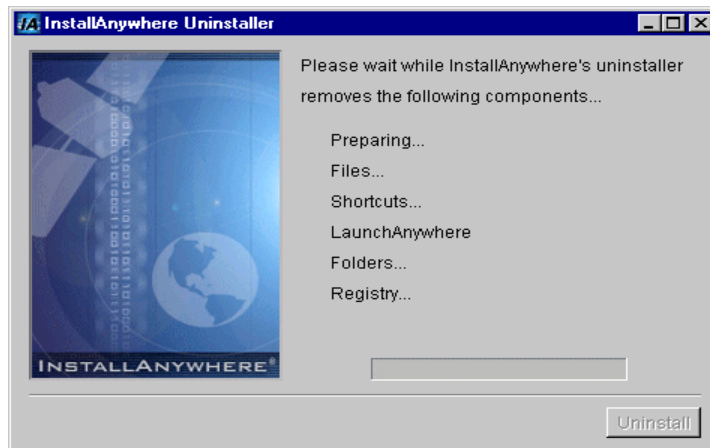 IA InstallAnywhere Uninstaller
Please wait while InstallAnywhere's uninstaller
removes the following components...
Preparing...
Files...
Shortcuts...
LaunchAnywhere
Folders...
Registry...
INSTALLANYWHERE®
Uninstall